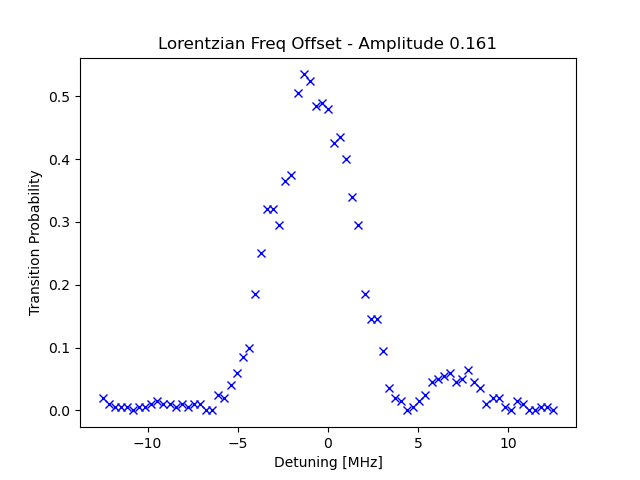 Lorentzian Freq Offset - Amplitude 0.161
0.5
0.4
0.3
0.2
0.1
0.0
Transition Probability
−10 −5 0 5 10
Detuning [MHz]